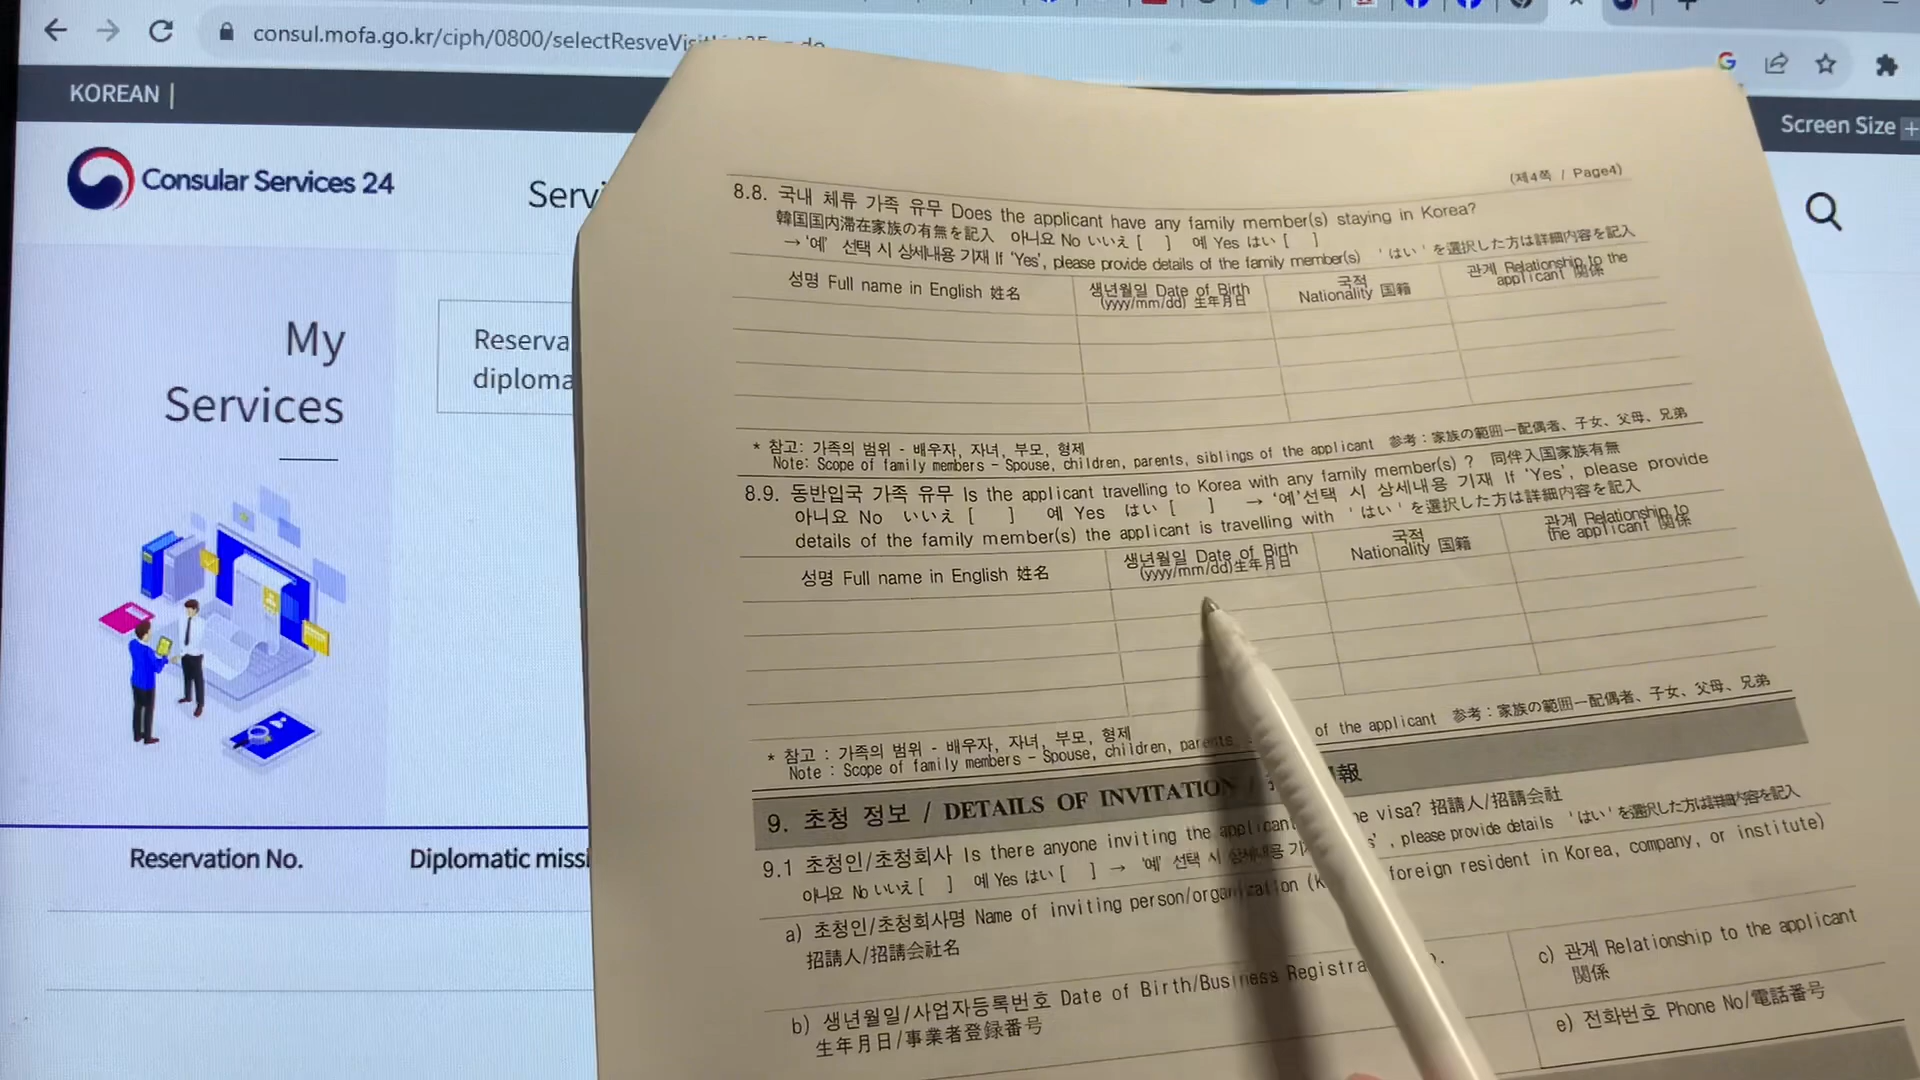 consul.mofa.go.kr/ciph/0800/selectResveVisi
KOREAN |
Screen Size
Consular Services 24
Serv
My
Services
Reserva
diploma
Reservation No.
Diplomatic miss
(제4쪽 / Page4)
8.8. 국내 체류 가족 유무 Does the applicant have any family member(s) staying in Korea?
韓国国内滞在家族の有無を記入 아니요 No いいえ [ ] 예 Yes はい [ ]
→ '예' 선택 시 상세내용 기재 If 'Yes', please provide details of the family member(s) 'はい' を選択した方は詳細内容を記入
성명 Full name in English 姓名
생년월일 Date of Birth
(yyyy/mm/dd) 生年月日
국적
Nationality 国籍
관계 Relationship to the
applicant 関係
* 참고: 가족의 범위 - 배우자, 자녀, 부모, 형제
Note: Scope of family members - Spouse, children, parents, siblings of the applicant 参考：家族の範囲ー配偶者、子女、父母、兄弟
8.9. 동반입국 가족 유무 Is the applicant travelling to Korea with any family member(s) ? 同伴入国家族有無
아니요 No いいえ [ ] 예 Yes はい [ ] → '예'선택 시 상세내용 기재 If 'Yes', please provide
details of the family member(s) the applicant is travelling with 'はい' を選択した方は詳細内容を記入
성명 Full name in English 姓名
생년월일 Date of Birth
(yyyy/mm/dd)生年月日
국적
Nationality 国籍
관계 Relationship to
the applicant 関係
* 참고 : 가족의 범위 - 배우자, 자녀, 부모, 형제
Note : Scope of family members - Spouse, children, parents, of the applicant 参考：家族の範囲ー配偶者、子女、父母、兄弟
9. 초청 정보 / DETAILS OF INVITATION / 報
9.1 초청인/초청회사 Is there anyone inviting the applicant e visa? 招請人/招請会社
아니요 No いいえ [ ] 예 Yes はい [ ] → '예' 선택 시 상세내용 기 s', please provide details 'はい' を選択した方は詳細内容を記入
a) 초청인/초청회사명 Name of inviting person/organization (K foreign resident in Korea, company, or institute)
招請人/招請会社名
b) 생년월일/사업자등록번호 Date of Birth/Business Registra
生年月日/事業者登録番号
c) 관계 Relationship to the applicant
関係
e) 전화번호 Phone No/電話番号